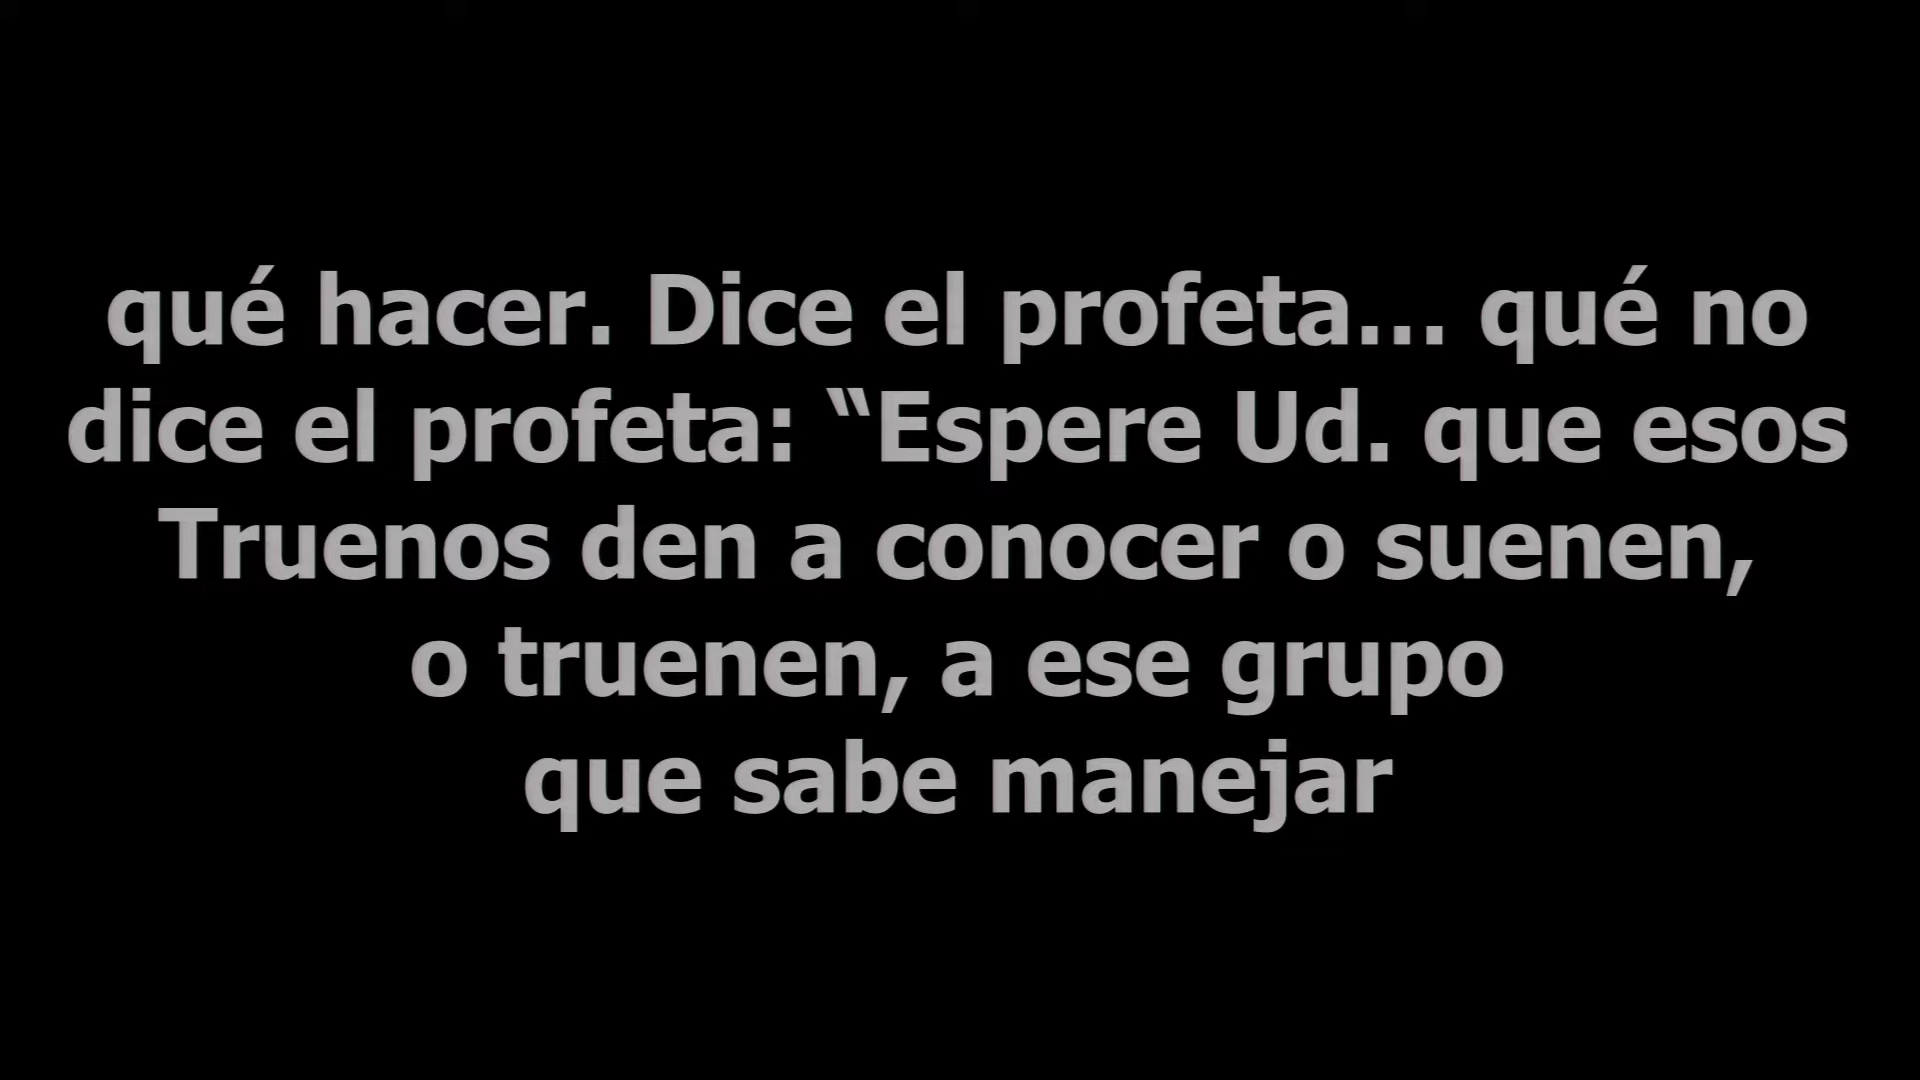 qué hacer. Dice el profeta… qué no
dice el profeta: “Espere Ud. que esos
Truenos den a conocer o suenen,
o truenen, a ese grupo
que sabe manejar